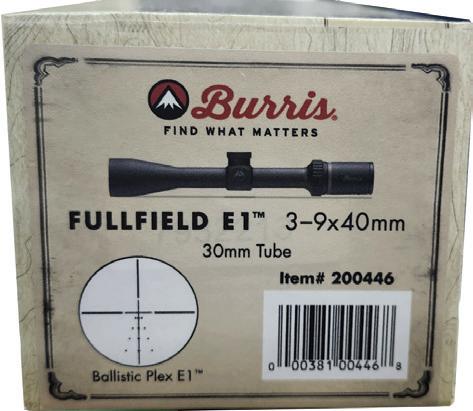 Burris®
FIND WHAT MATTERS
FULLFIELD E1™ 3-9x40mm
30mm Tube
Item# 200446
Ballistic Plex E1™
0 00381 00446 8